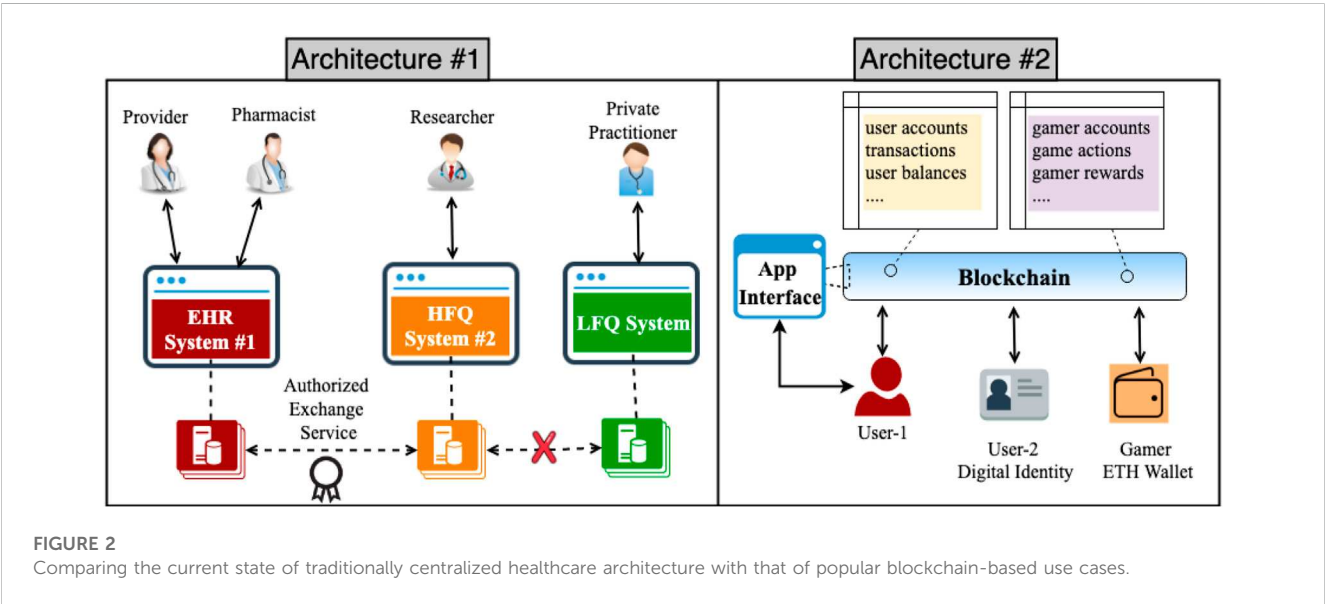 Architecture #1
Provider
Pharmacist
Researcher
Private
Practitioner
EHR
System #1
HFQ
System #2
LFQ System
Authorized
Exchange
Service
Architecture #2
user accounts
transactions
user balances
....
gamer accounts
game actions
gamer rewards
....
App
Interface
Blockchain
User-1
User-2
Digital Identity
Gamer
ETH Wallet
FIGURE 2
Comparing the current state of traditionally centralized healthcare architecture with that of popular blockchain-based use cases.